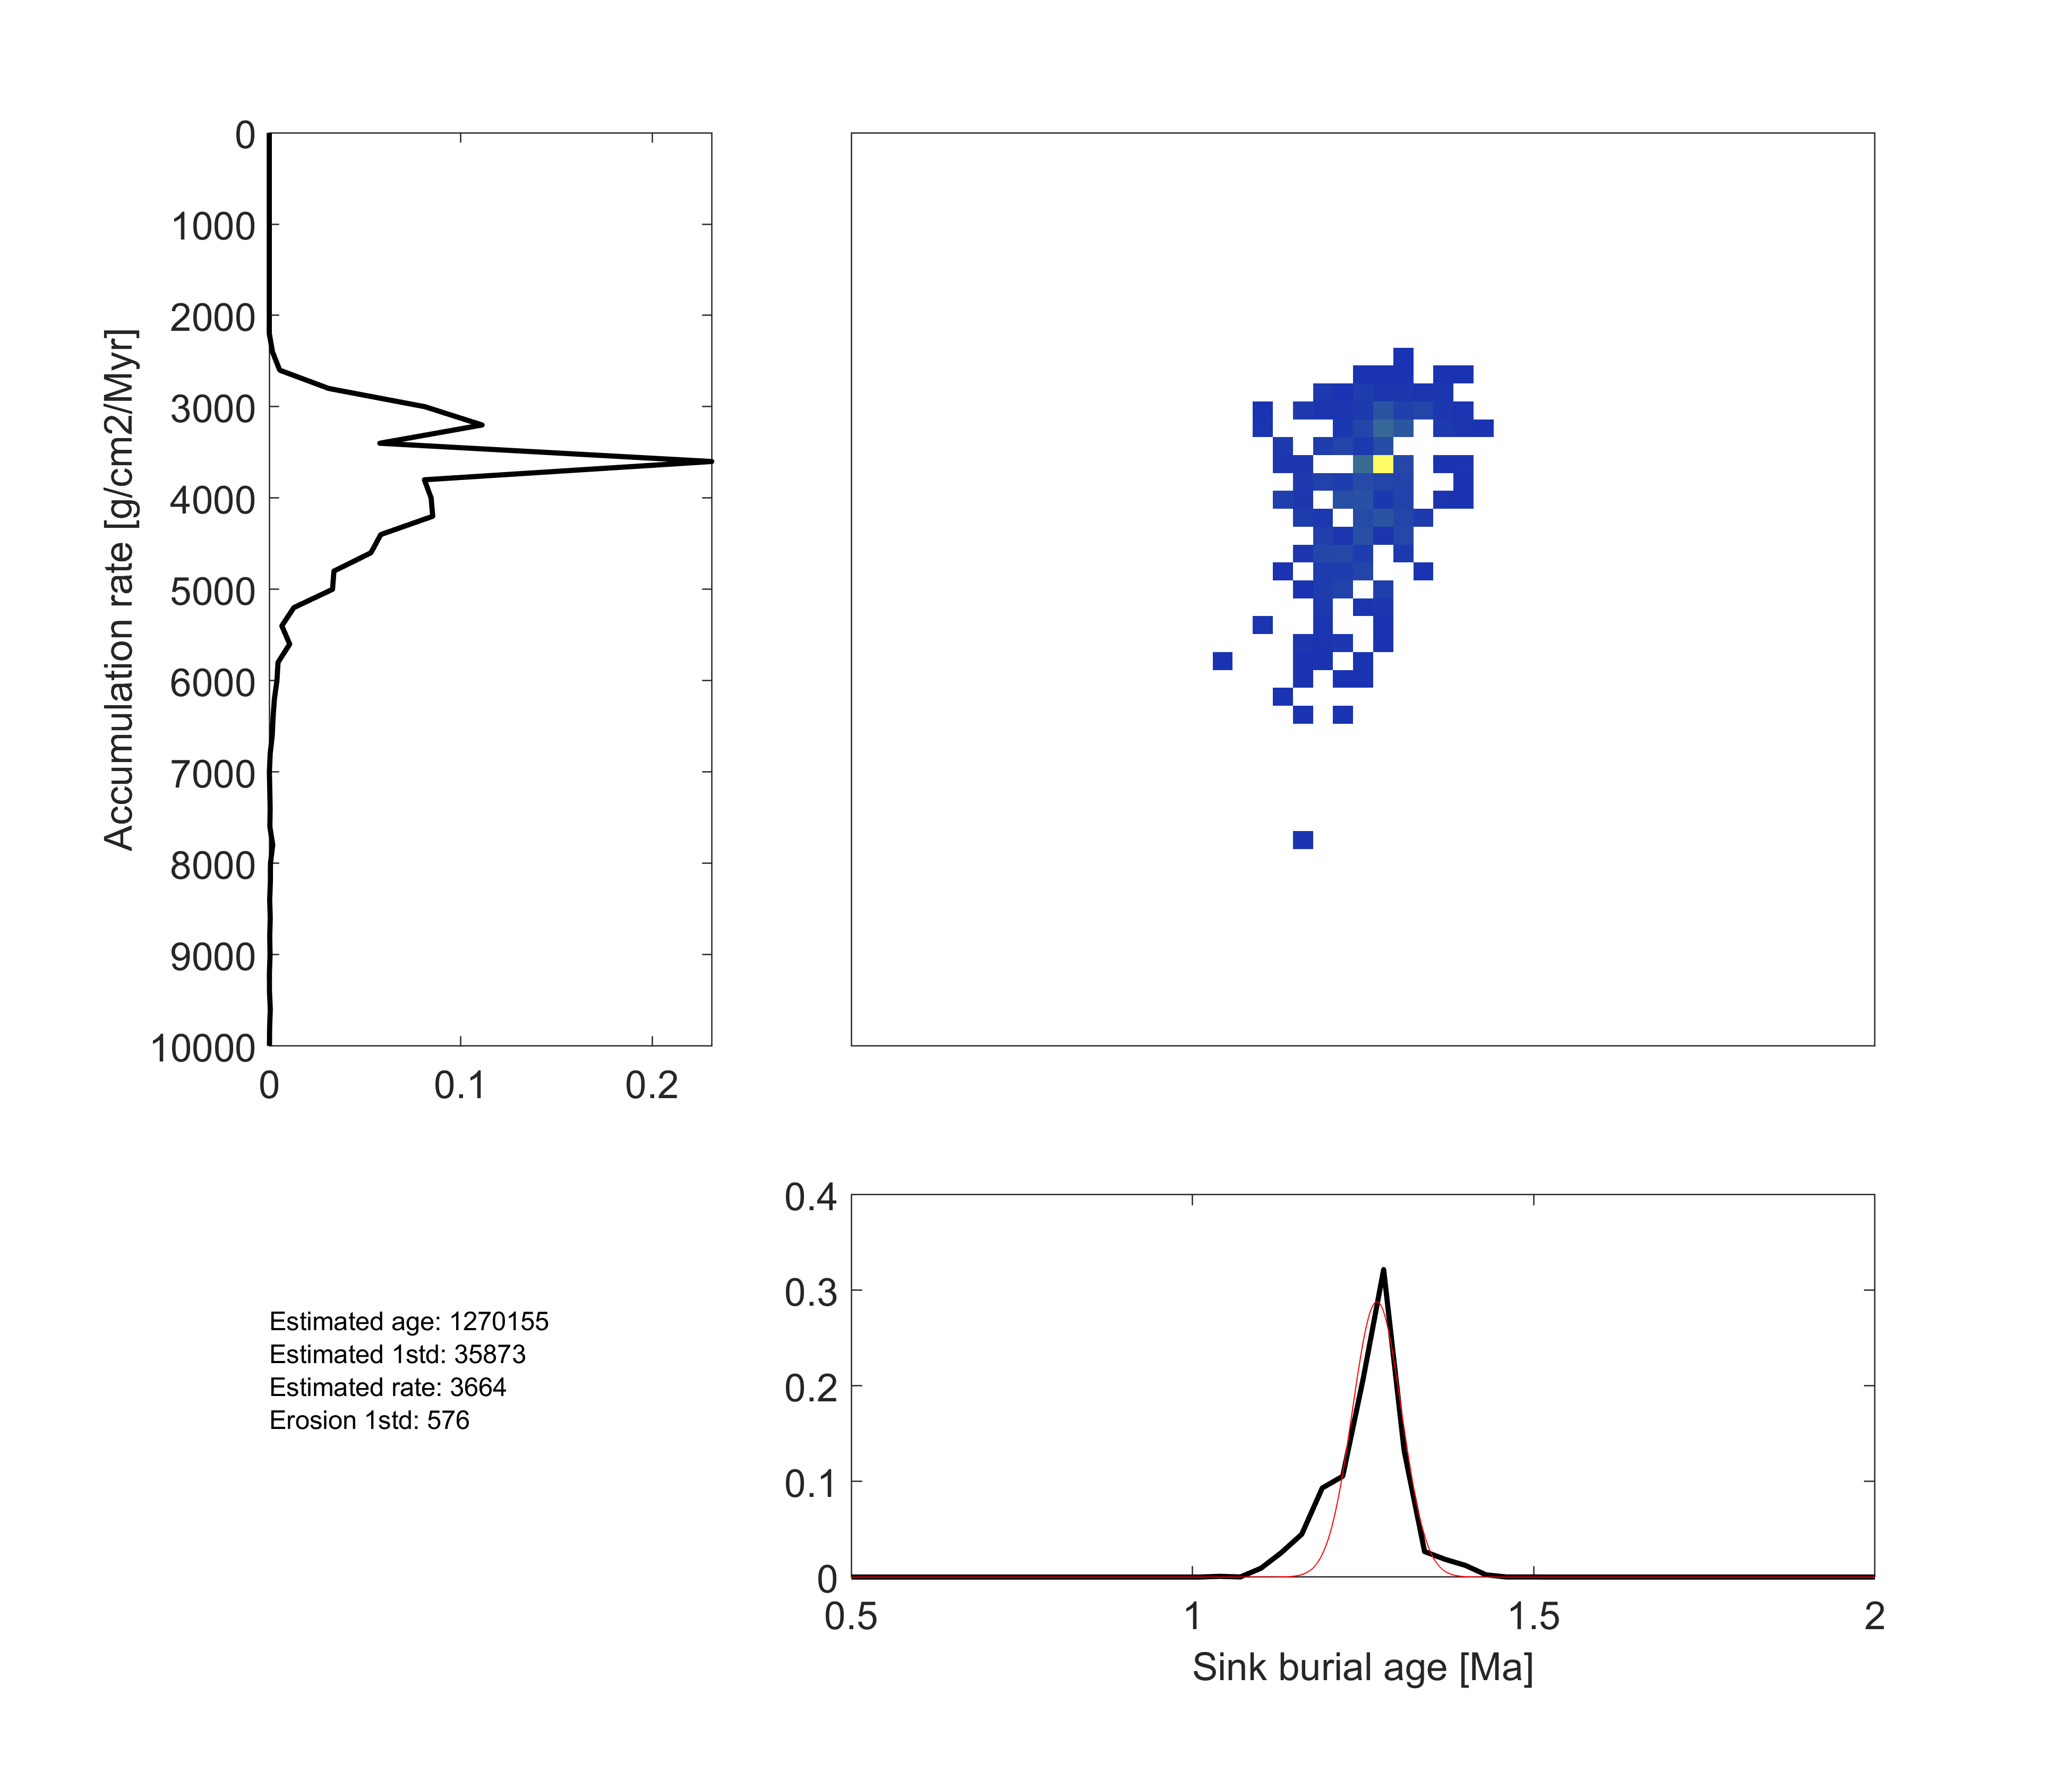 0
1000
2000
3000
4000
5000
6000
7000
8000
9000
10000
Accumulation rate [g/cm2/Myr]
0 0.1 0.2
0.4
0.3
0.2
0.1
0
0.5 1 1.5 2
Sink burial age [Ma]
Estimated age: 1270155
Estimated 1std: 35873
Estimated rate: 3664
Erosion 1std: 576